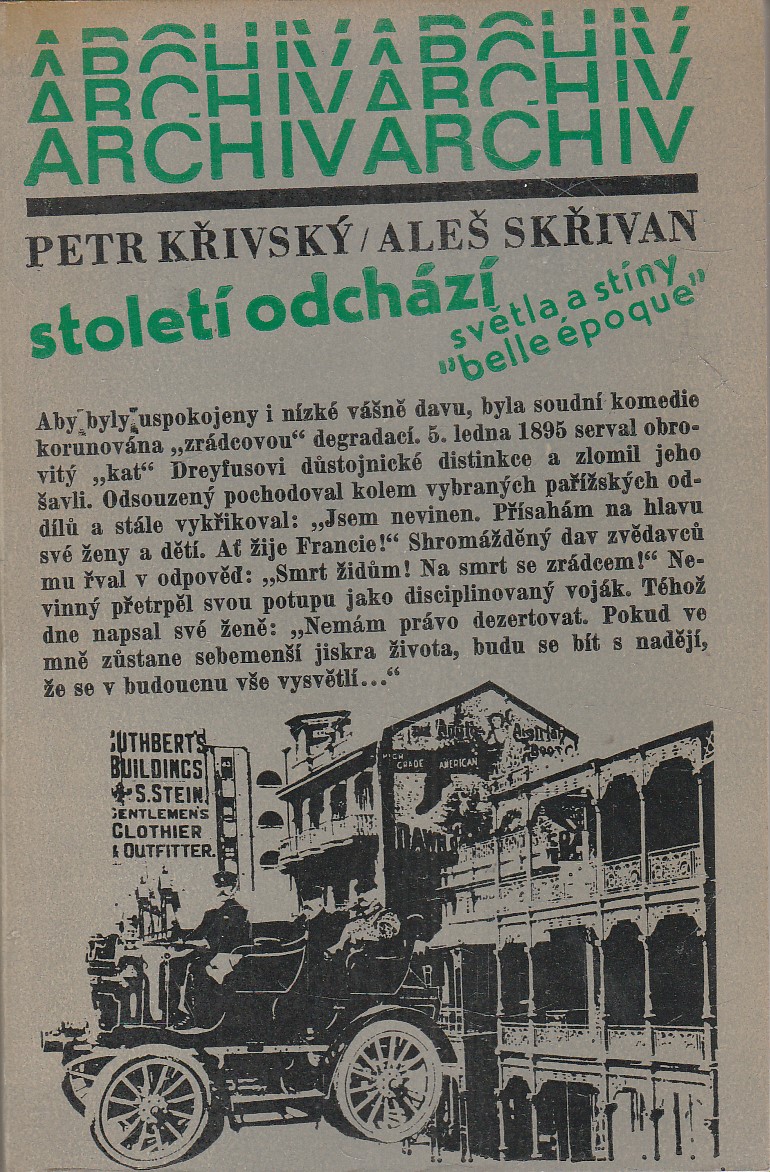 ARCHIVARCHIV
ARCHIVARCHIV
ARCHIVARCHIV
PETR KŘIVSKÝ / ALEŠ SKŘIVAN
století odchází
světla a stíny
"belle époque"
Aby byly uspokojeny i nízké vášně davu, byla soudní komedie
korunována „zrádcovou“ degradací. 5. ledna 1895 serval obro-
vitý „kat“ Dreyfusovi důstojnické distinkce a zlomil jeho
šavli. Odsouzený pochodoval kolem vybraných pařížských od-
dílů a stále vykřikoval: „Jsem nevinen. Přísahám na hlavu
své ženy a dětí. Ať žije Francie!“ Shromážděný dav zvědavců
mu řval v odpověď: „Smrt židům! Na smrt se zrádcem!“ Ne-
vinný přetrpěl svou potupu jako disciplinovaný voják. Téhož
dne napsal své ženě: „Nemám právo dezertovat. Pokud ve
mně zůstane sebemenší jiskra života, budu se bít s nadějí,
že se v budoucnu vše vysvětlí...“
CUTHBERT'S
BUILDINGS
S. STEIN
GENTLEMEN'S
CLOTHIER
& OUTFITTER.
HIGH
GRADE AMERICAN